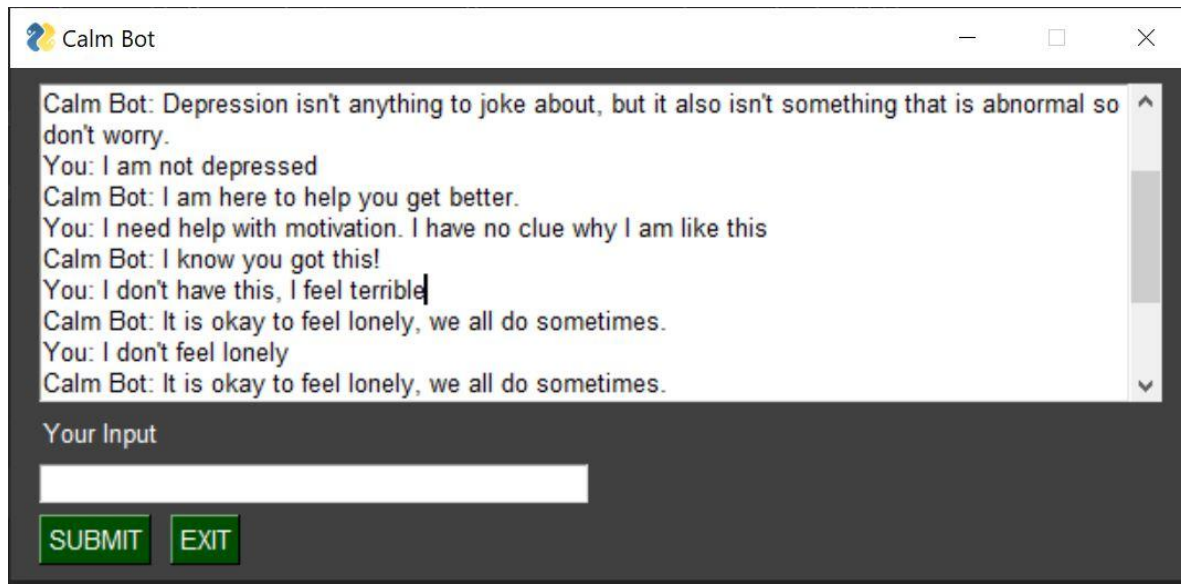 Calm Bot
Calm Bot: Depression isn't anything to joke about, but it also isn't something that is abnormal so
don't worry.
You: I am not depressed
Calm Bot: I am here to help you get better.
You: I need help with motivation. I have no clue why I am like this
Calm Bot: I know you got this!
You: I don't have this, I feel terrible
Calm Bot: It is okay to feel lonely, we all do sometimes.
You: I don't feel lonely
Calm Bot: It is okay to feel lonely, we all do sometimes.
Your Input
SUBMIT EXIT